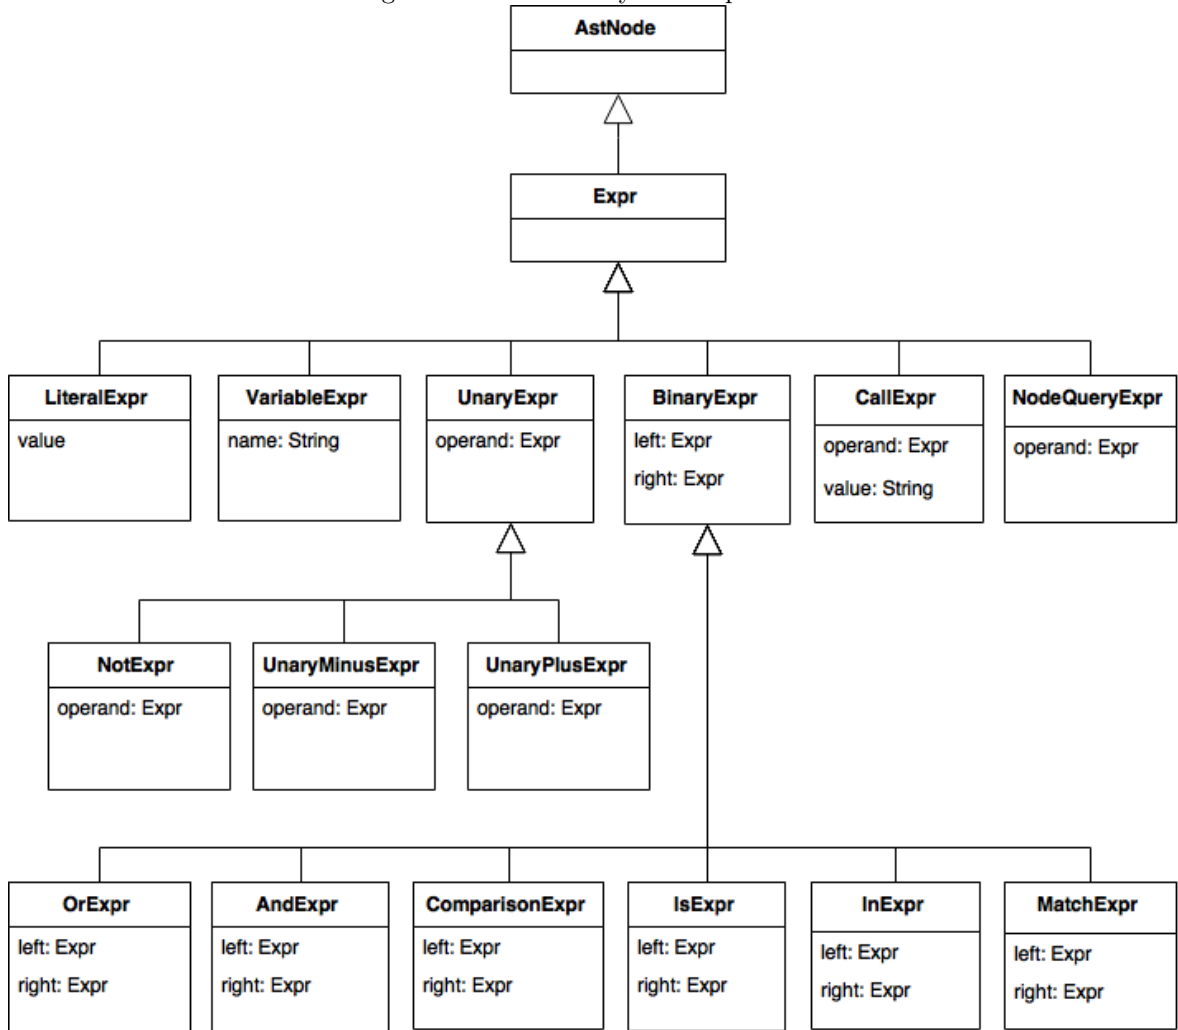 AstNode
Expr
LiteralExpr
value
VariableExpr
name: String
UnaryExpr
operand: Expr
BinaryExpr
left: Expr
right: Expr
CallExpr
operand: Expr
value: String
NodeQueryExpr
operand: Expr
NotExpr
operand: Expr
UnaryMinusExpr
operand: Expr
UnaryPlusExpr
operand: Expr
OrExpr
left: Expr
right: Expr
AndExpr
left: Expr
right: Expr
ComparisonExpr
left: Expr
right: Expr
IsExpr
left: Expr
right: Expr
InExpr
left: Expr
right: Expr
MatchExpr
left: Expr
right: Expr